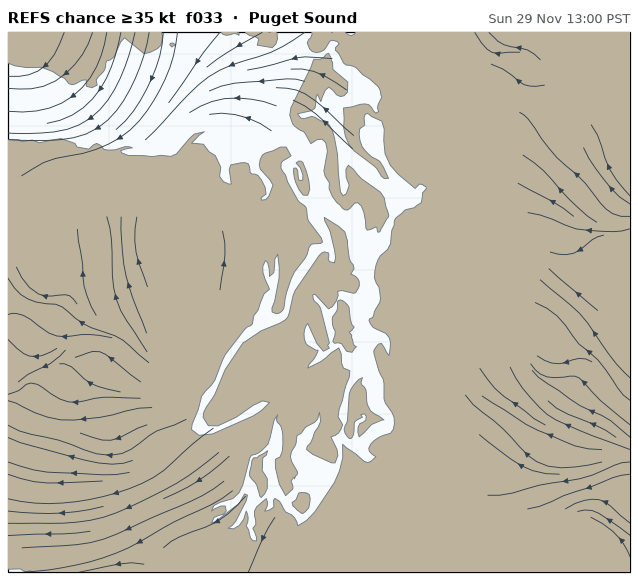 REFS chance ≥35 kt f033 · Puget Sound
Sun 29 Nov 13:00 PST